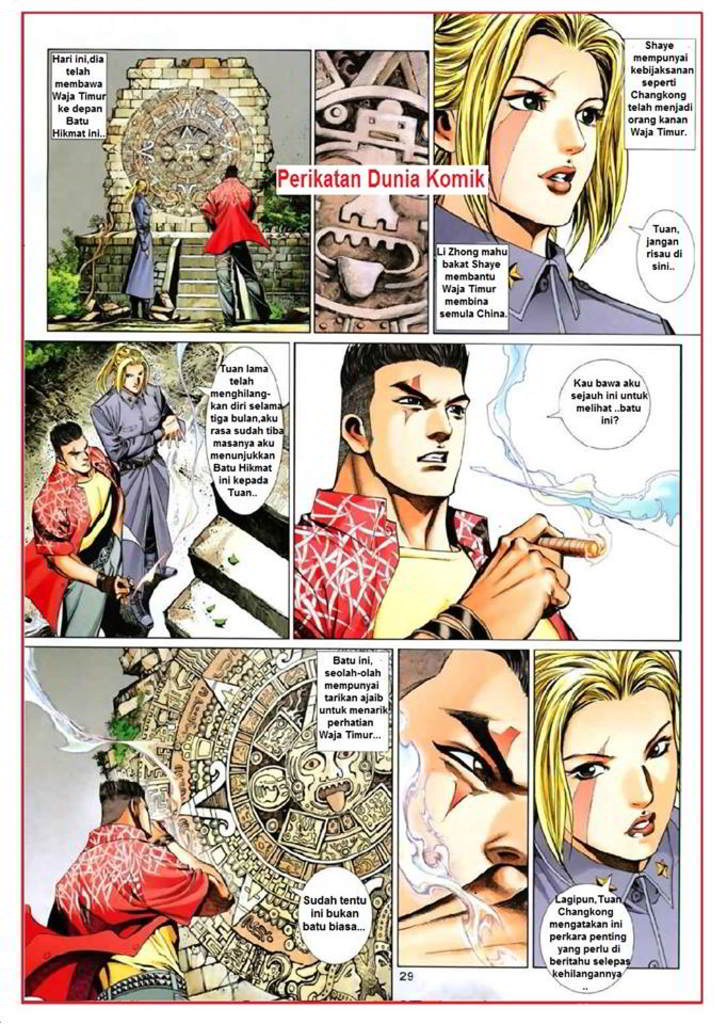 Hari ini,dia
telah
membawa
Waja Timur
ke depan
Batu
Hikmat ini..
Shaye
mempunyai
kebijaksanan
seperti
Changkong
telah menjadi
orang kanan
Waja Timur.
Perikatan Dunia Komik
Li Zhong mahu
bakat Shaye
membantu
Waja Timur
membina
semula China.
Tuan,
jangan
risau di
sini..
Tuan lama
telah
menghilang-
kan diri selama
tiga bulan,aku
rasa sudah tiba
masanya aku
menunjukkan
Batu Hikmat
ini kepada
Tuan..
Kau bawa aku
sejauh ini untuk
melihat ..batu
ini?
Batu ini,
seolah-olah
mempunyai
tarikan ajaib
untuk menarik
perhatian
Waja Timur...
Sudah tentu
ini bukan
batu biasa...
Lagipun,Tuan
Changkong
mengatakan ini
perkara penting
yang perlu di
beritahu selepas
kehilangannya
..
29